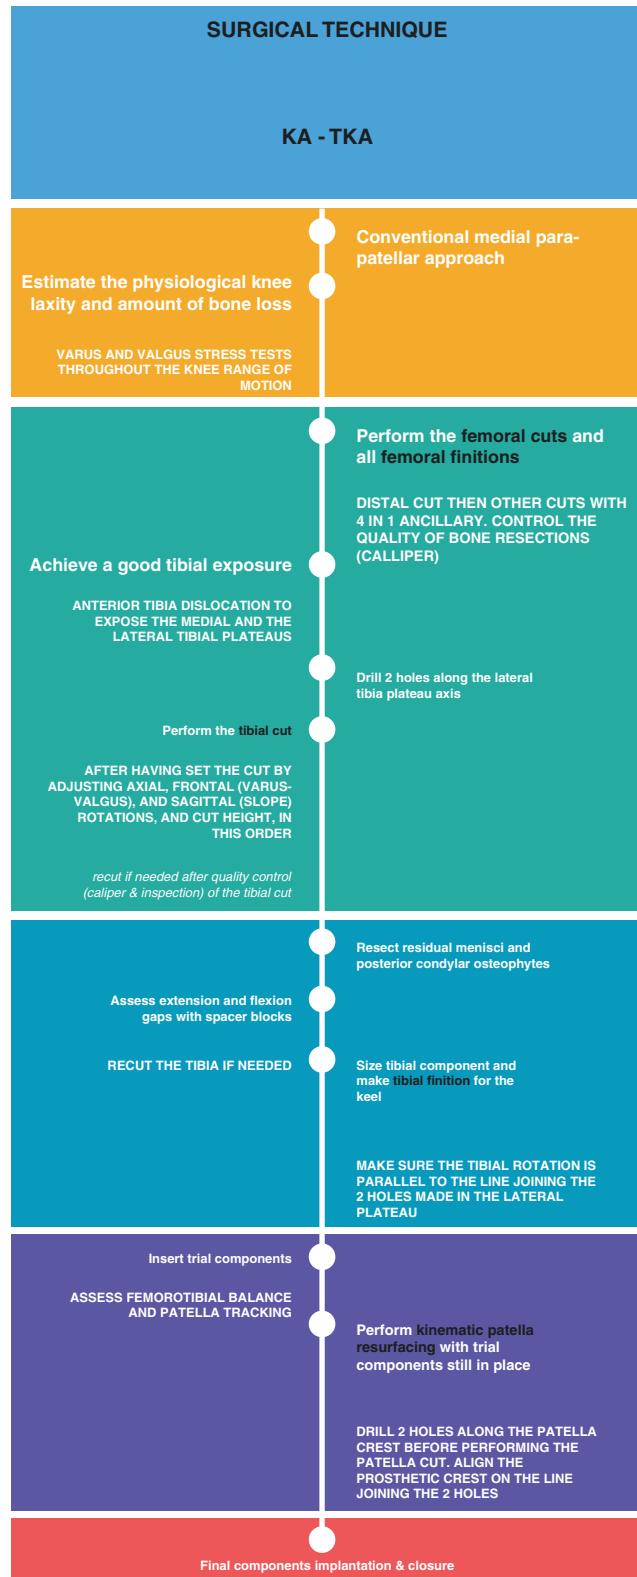 SURGICAL TECHNIQUE
KA - TKA
Conventional medial para-
patellar approach
Estimate the physiological knee
laxity and amount of bone loss
VARUS AND VALGUS STRESS TESTS
THROUGHOUT THE KNEE RANGE OF
MOTION
Perform the femoral cuts and
all femoral finitions
DISTAL CUT THEN OTHER CUTS WITH
4 IN 1 ANCILLARY. CONTROL THE
QUALITY OF BONE RESECTIONS
(CALLIPER)
Achieve a good tibial exposure
ANTERIOR TIBIA DISLOCATION TO
EXPOSE THE MEDIAL AND THE
LATERAL TIBIAL PLATEAUS
Drill 2 holes along the lateral
tibia plateau axis
Perform the tibial cut
AFTER HAVING SET THE CUT BY
ADJUSTING AXIAL, FRONTAL (VARUS-
VALGUS), AND SAGITTAL (SLOPE)
ROTATIONS, AND CUT HEIGHT, IN
THIS ORDER
recut if needed after quality control
(caliper & inspection) of the tibial cut
Resect residual menisci and
posterior condylar osteophytes
Assess extension and flexion
gaps with spacer blocks
RECUT THE TIBIA IF NEEDED
Size tibial component and
make tibial finition for the
keel
MAKE SURE THE TIBIAL ROTATION IS
PARALLEL TO THE LINE JOINING THE
2 HOLES MADE IN THE LATERAL
PLATEAU
Insert trial components
ASSESS FEMOROTIBIAL BALANCE
AND PATELLA TRACKING
Perform kinematic patella
resurfacing with trial
components still in place
DRILL 2 HOLES ALONG THE PATELLA
CREST BEFORE PERFORMING THE
PATELLA CUT. ALIGN THE
PROSTHETIC CREST ON THE LINE
JOINING THE 2 HOLES
Final components implantation & closure